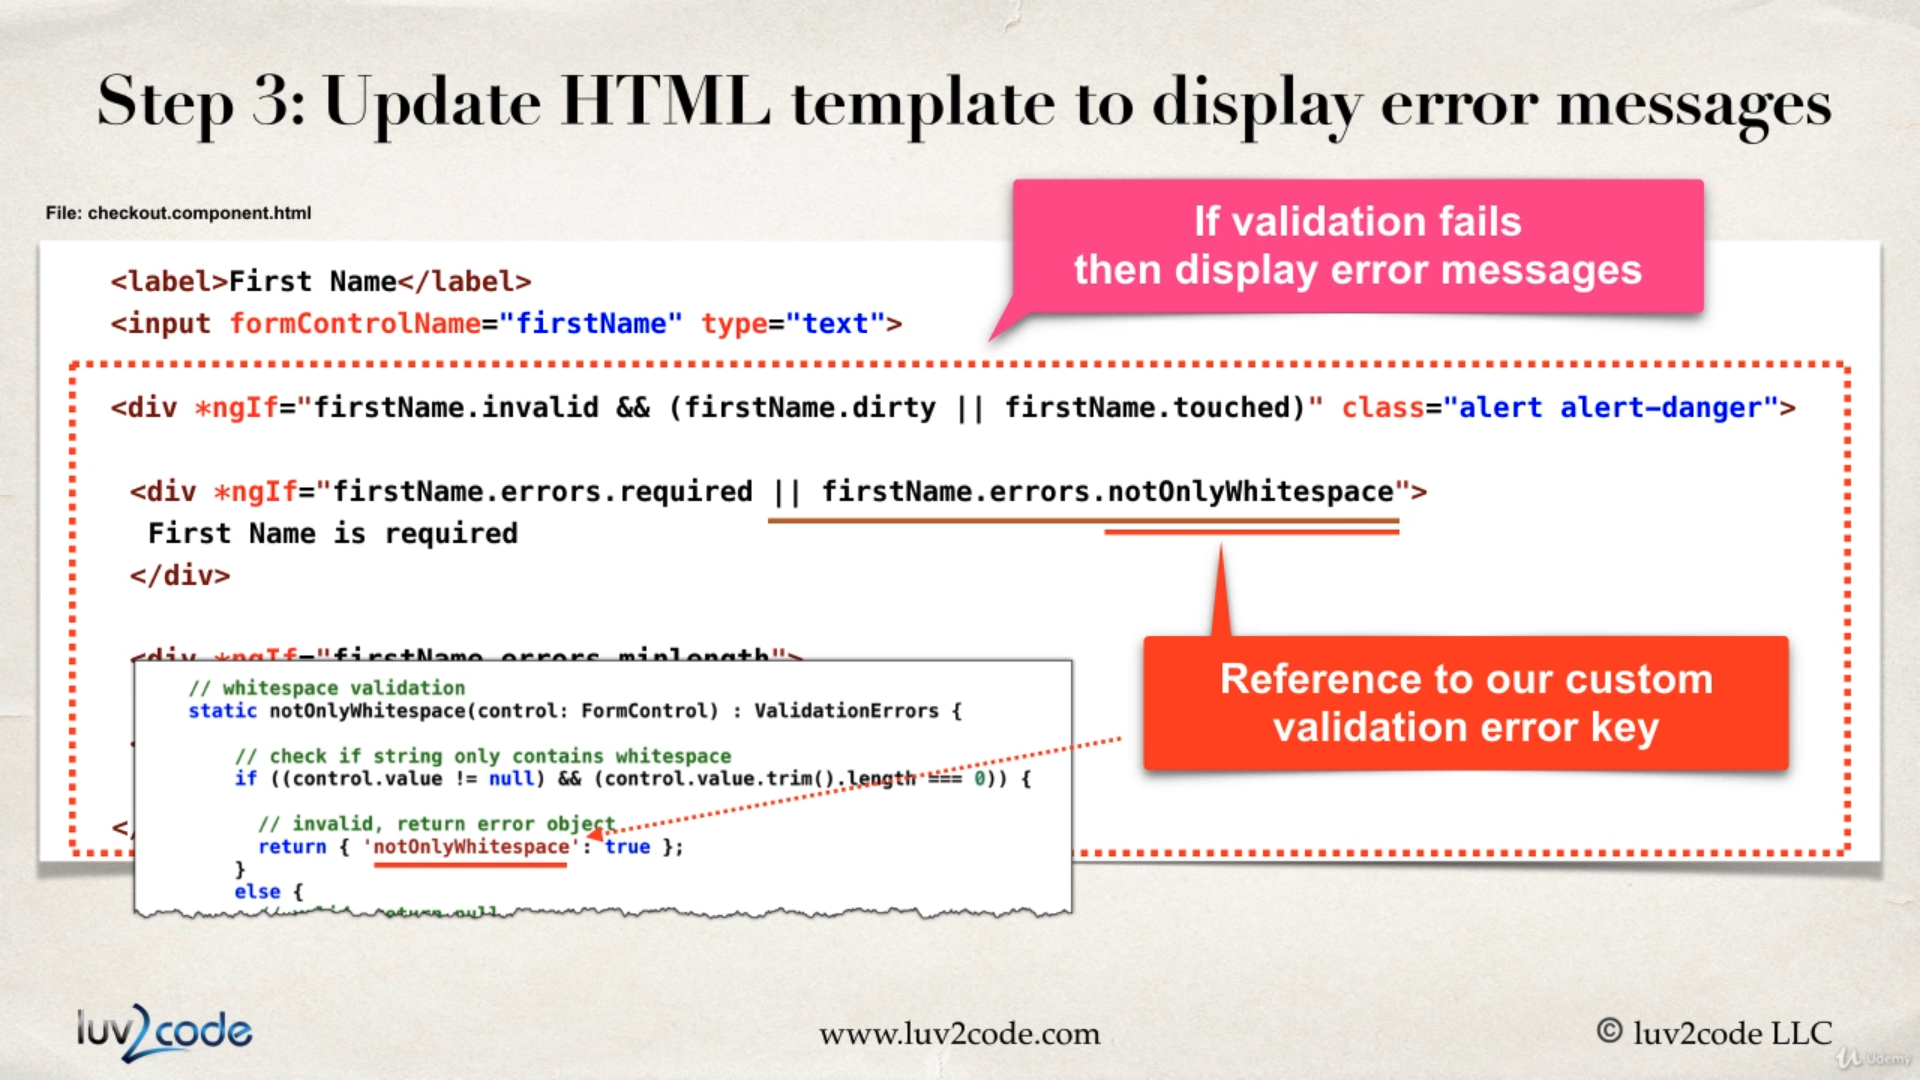 Step 3: Update HTML template to display error messages
File: checkout.component.html
If validation fails
then display error messages
<label>First Name</label>
<input formControlName="firstName" type="text">
<div *ngIf="firstName.invalid && (firstName.dirty || firstName.touched)" class="alert alert-danger">
<div *ngIf="firstName.errors.required || firstName.errors.notOnlyWhitespace">
First Name is required
</div>
<div *ngIf="firstName.errors.minlength">
Reference to our custom
validation error key
// whitespace validation
static notOnlyWhitespace(control: FormControl) : ValidationErrors {
// check if string only contains whitespace
if ((control.value != null) && (control.value.trim().length === 0)) {
// invalid, return error object
return { 'notOnlyWhitespace': true };
}
else {
luv2code
www.luv2code.com
© luv2code LLC
Udemy